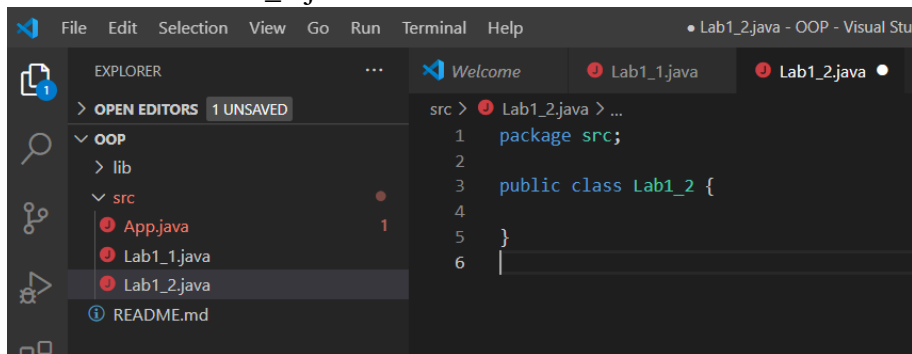 File Edit Selection View Go Run Terminal Help ● Lab1_2.java - OOP - Visual Stu
EXPLORER ...
> OPEN EDITORS 1 UNSAVED
OOP
> lib
src
App.java 1
Lab1_1.java
Lab1_2.java
README.md
1
Welcome Lab1_1.java Lab1_2.java ●
src > Lab1_2.java > ...
1 package src;
2
3 public class Lab1_2 {
4
5 }
6